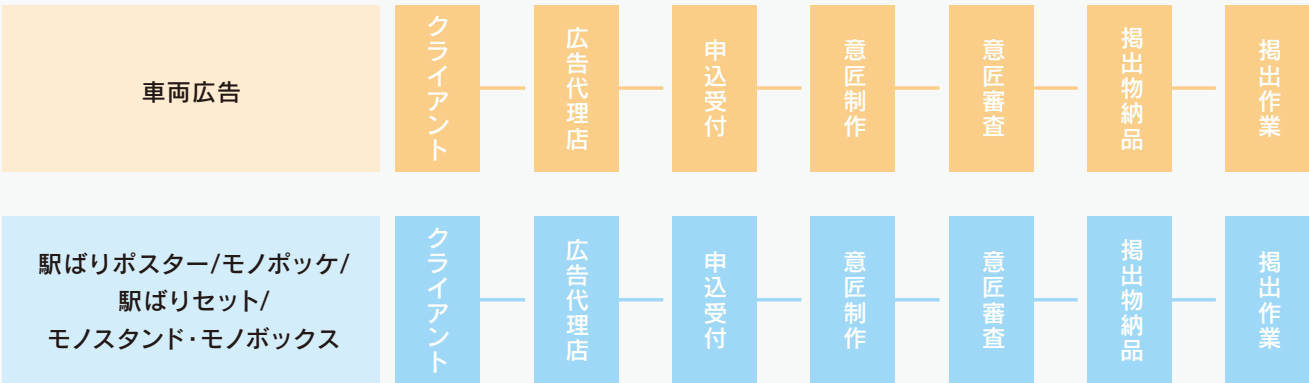 車両広告
クライアント
広告代理店
申込受付
意匠制作
意匠審査
掲出物納品
掲出作業
駅ばりポスター/モノポッケ/
駅ばりセット/
モノスタンド・モノボックス
クライアント
広告代理店
申込受付
意匠制作
意匠審査
掲出物納品
掲出作業